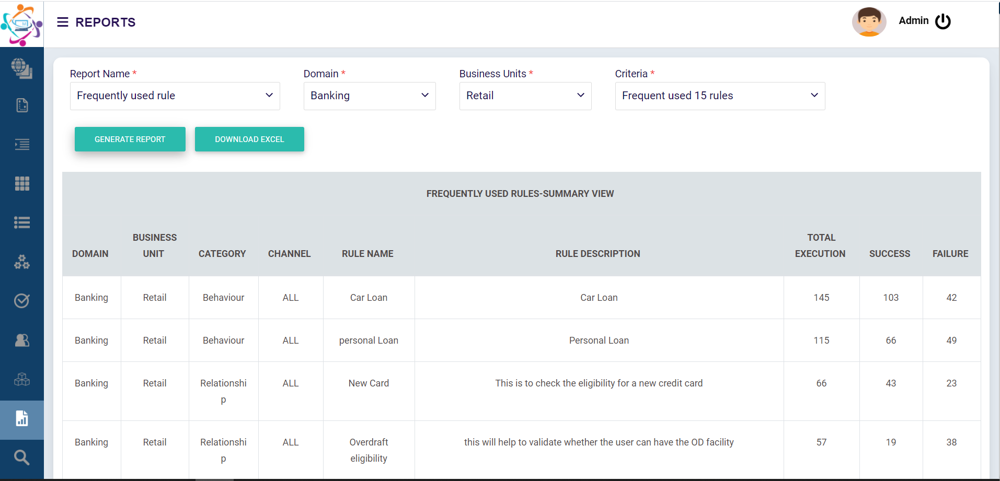 M
REPORTS
Admin
Report Name *
Domain *
Business Units *
Criteria *
Frequently used rule
Banking
Retail
Frequent used 15 rules
GENERATE REPORT
DOWNLOAD EXCEL
FREQUENTLY USED RULES-SUMMARY VIEW
DOMAIN
BUSINESS
UNIT
CATEGORY
CHANNEL
RULE NAME
RULE DESCRIPTION
TOTAL
EXECUTION
SUCCESS
FAILURE
Banking
Retail
Behaviour
ALL
Car Loan
Car Loan
145
103
42
Banking
Retail
Behaviour
ALL
personal Loan
Personal Loan
115
66
49
Banking
Retail
Relationshi
p
ALL
New Card
This is to check the eligibility for a new credit card
66
43
23
Banking
Retail
Relationshi
p
ALL
Overdraft
eligibility
this will help to validate whether the user can have the OD facility
57
19
38